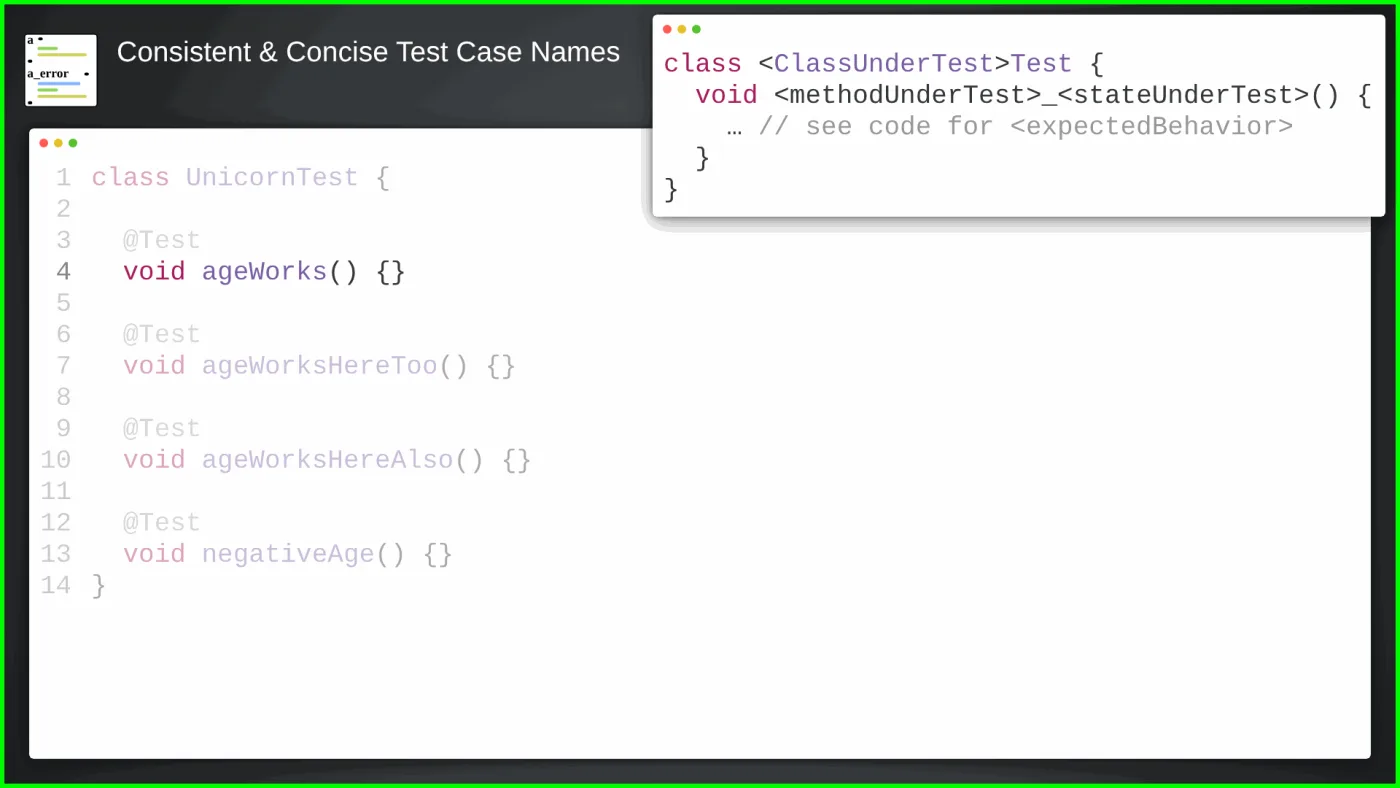 a
a_error
Consistent & Concise Test Case Names
class <ClassUnderTest>Test {
void <methodUnderTest>_<stateUnderTest>() {
… // see code for <expectedBehavior>
}
}
1 class UnicornTest {
2
3 @Test
4 void ageWorks() {}
5
6 @Test
7 void ageWorksHereToo() {}
8
9 @Test
10 void ageWorksHereAlso() {}
11
12 @Test
13 void negativeAge() {}
14 }